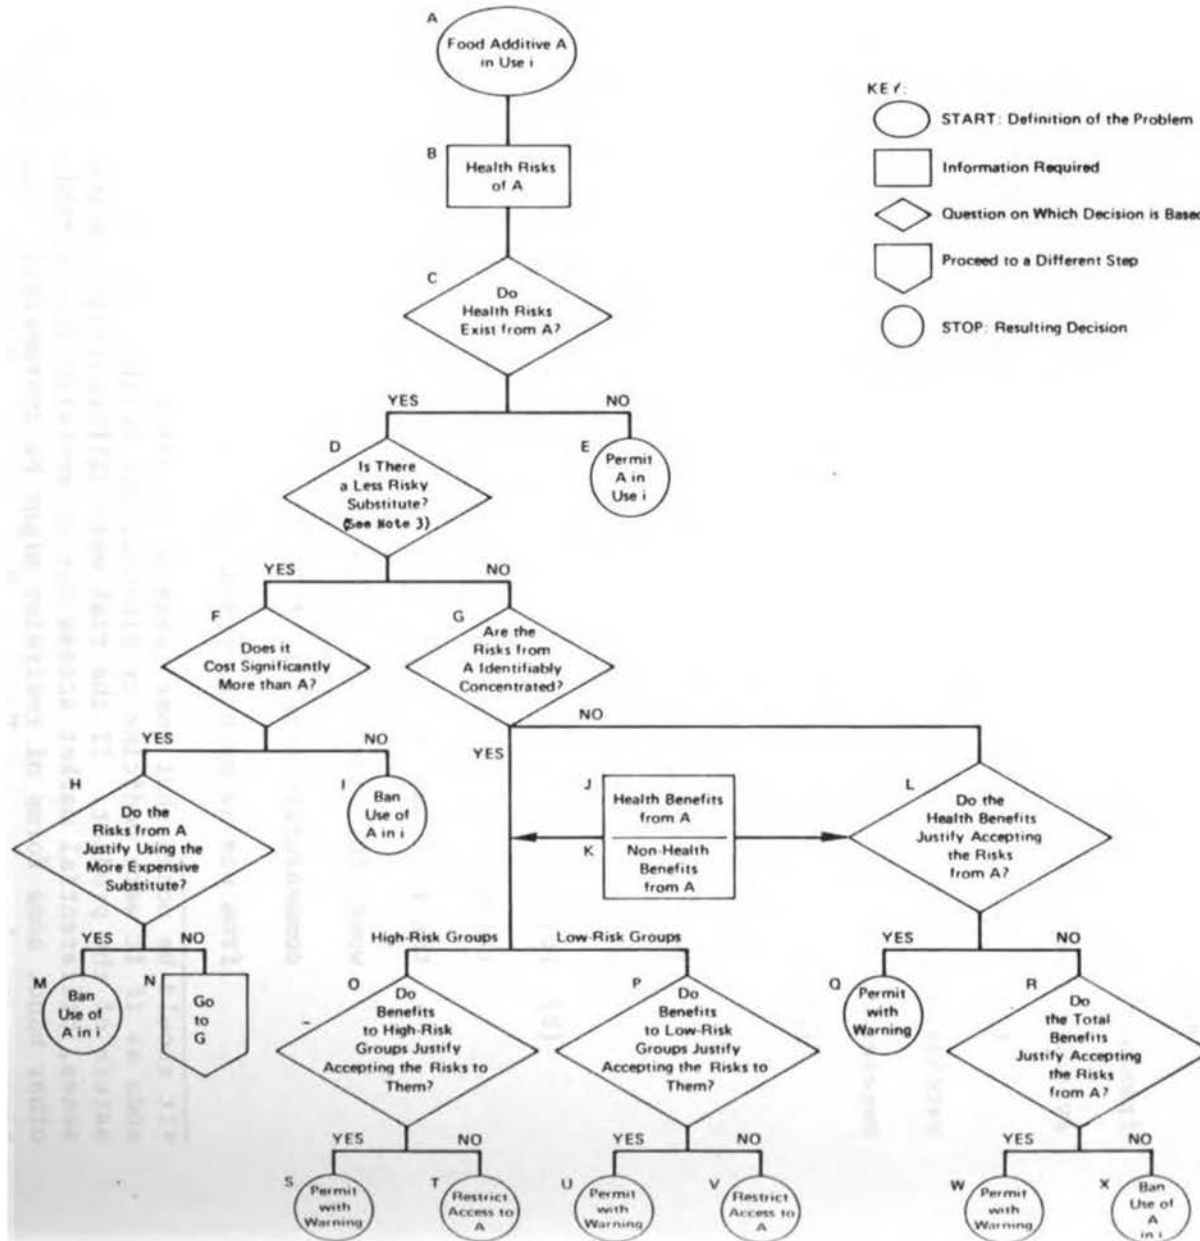 A
Food Additive A
in Use i
KEY:
START: Definition of the Problem
Information Required
Question on Which Decision is Based
Proceed to a Different Step
STOP: Resulting Decision
B
Health Risks
of A
C
Do
Health Risks
Exist from A?
YES
NO
D
Is There
a Less Risky
Substitute?
(See Note 3)
E
Permit
A in
Use i
YES
NO
F
Does it
Cost Significantly
More than A?
G
Are the
Risks from
A Identifiably
Concentrated?
YES
NO
YES
NO
H
Do the
Risks from A
Justify Using the
More Expensive
Substitute?
I
Ban
Use of
A in i
J
Health Benefits
from A
K
Non-Health
Benefits
from A
L
Do the
Health Benefits
Justify Accepting
the Risks
from A?
YES
NO
High-Risk Groups
Low-Risk Groups
YES
NO
M
Ban
Use of
A in i
N
Go
to
G
O
Do
Benefits
to High-Risk
Groups Justify
Accepting the Risks to
Them?
P
Do
Benefits
to Low-Risk
Groups Justify
Accepting the Risks to
Them?
Q
Permit
with
Warning
R
Do
the Total
Benefits
Justify Accepting
the Risks
from A?
YES
NO
YES
NO
YES
NO
S
Permit
with
Warning
T
Restrict
Access to
A
U
Permit
with
Warning
V
Restrict
Access to
A
W
Permit
with
Warning
X
Ban
Use of
A
in i